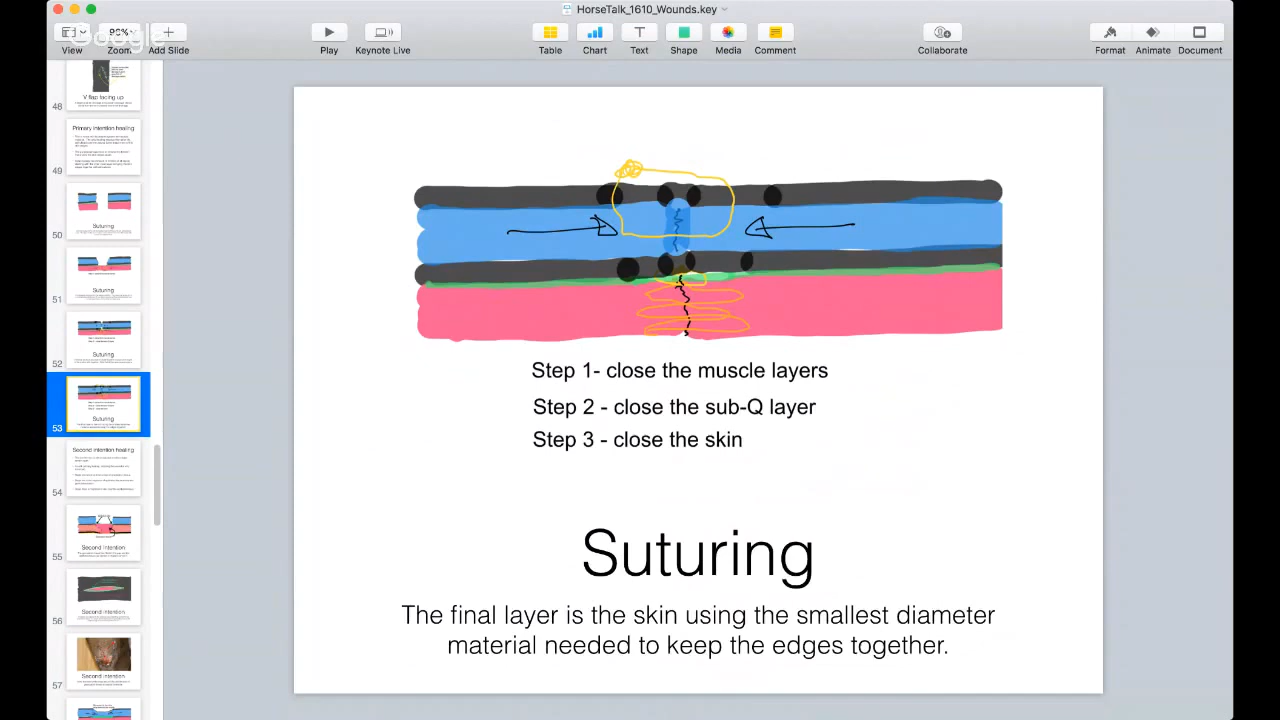 HorseTalk_1610_Wounds.key
Google
90%
View
Zoom
Add Slide
Play
Keynote Live
Table
Chart
Text
Shape
Media
Comment
Collaborate
Format
Animate
Document
V flap facing up
48
Primary intention healing
49
Suturing
50
Suturing
51
Suturing
52
Suturing
53
Second intention healing
54
Second Intention
55
Second intention
56
Second intention
57
Step 1- close the muscle layers
Step 2 - close the sub-Q layer
Step 3 - close the skin
Suturing
The final layer is the skin using the smallest diameter
material needed to keep the edges together.